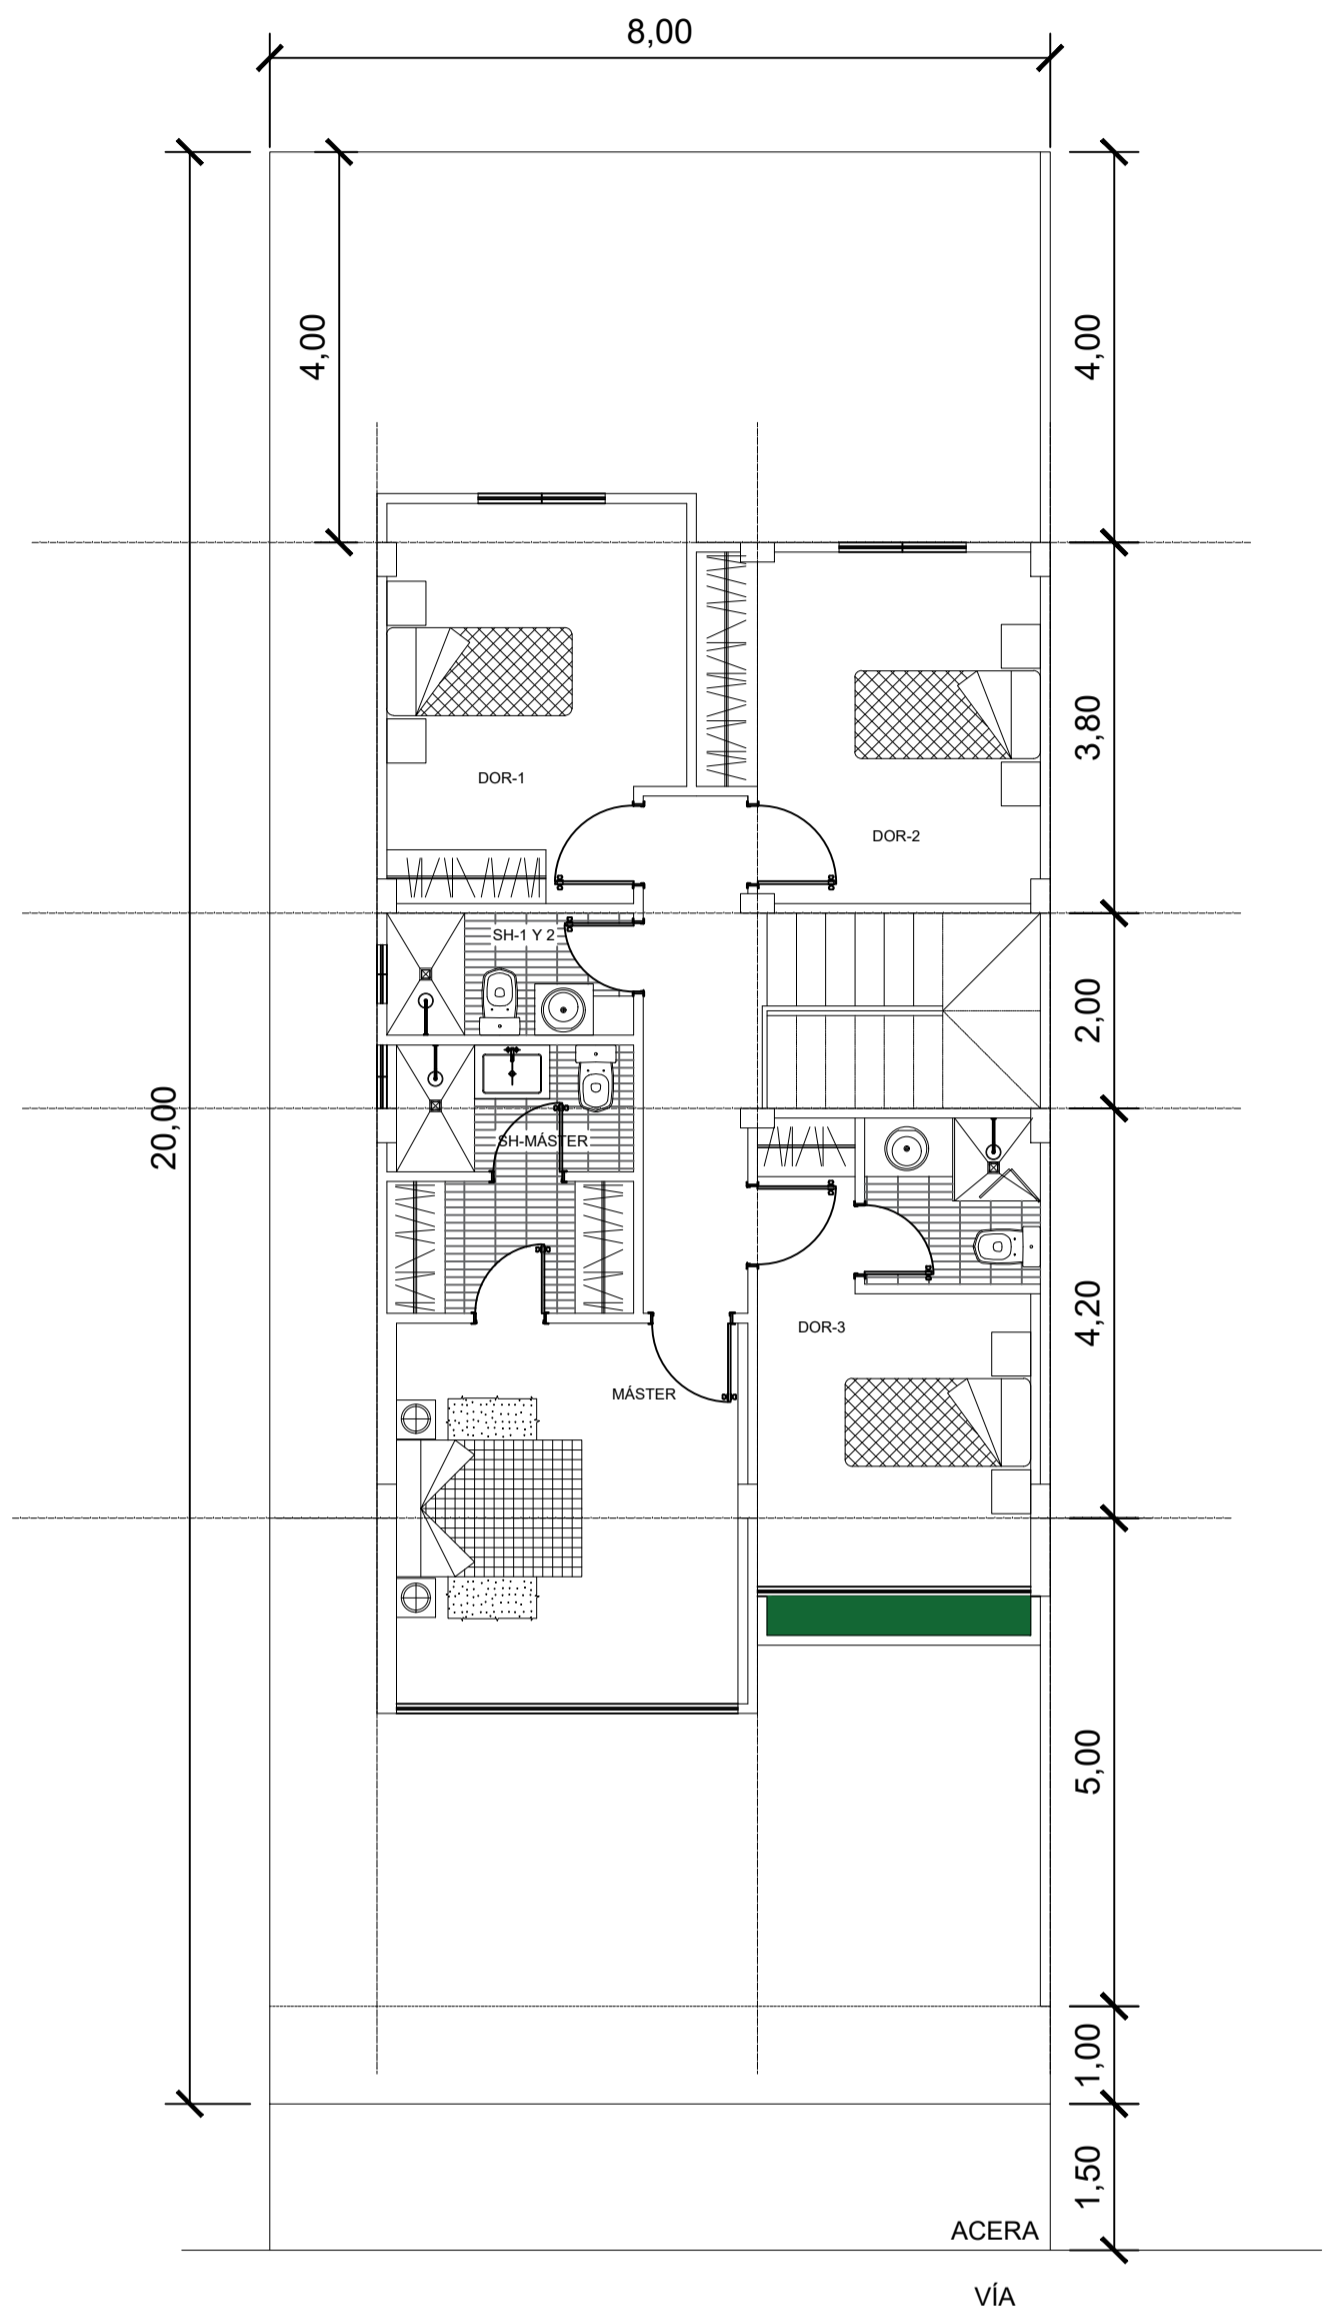 8,00
4,00
4,00
3,80
DOR-1
DOR-2
SH-1 Y 2
2,00
20,00
SH-MÁSTER
4,20
DOR-3
MÁSTER
5,00
1,00
1,50
ACERA
VÍA